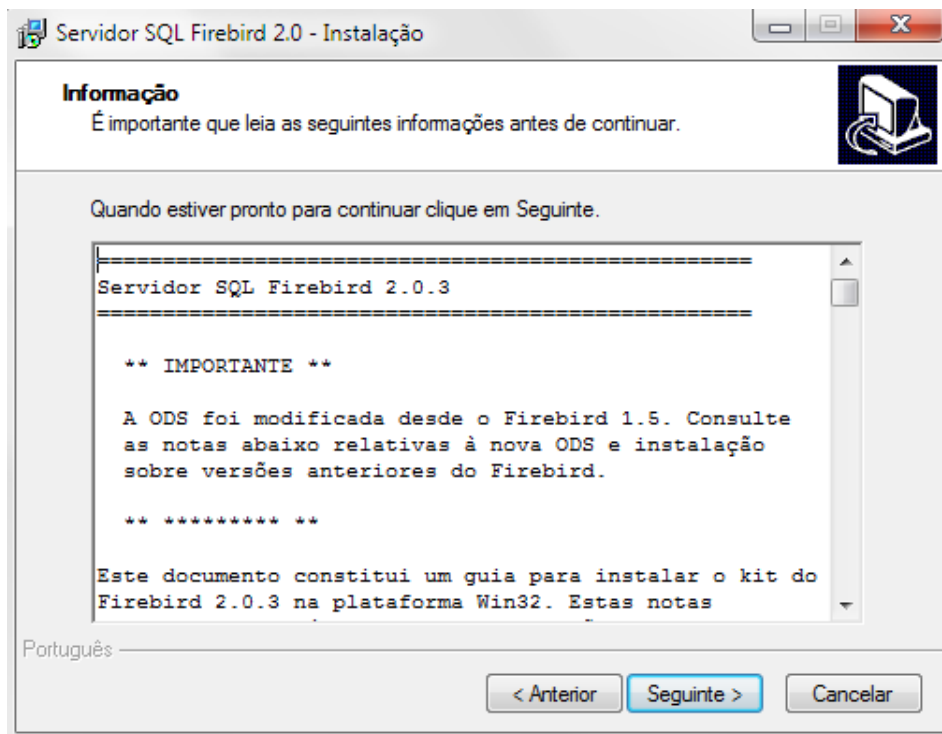 Servidor SQL Firebird 2.0 - Instalação
Informação
É importante que leia as seguintes informações antes de continuar.
Quando estiver pronto para continuar clique em Seguinte.
==================================================
Servidor SQL Firebird 2.0.3
==================================================
** IMPORTANTE **
A ODS foi modificada desde o Firebird 1.5. Consulte
as notas abaixo relativas à nova ODS e instalação
sobre versões anteriores do Firebird.
** ********* **
Este documento constitui um guia para instalar o kit do
Firebird 2.0.3 na plataforma Win32. Estas notas
Português
< Anterior
Seguinte >
Cancelar